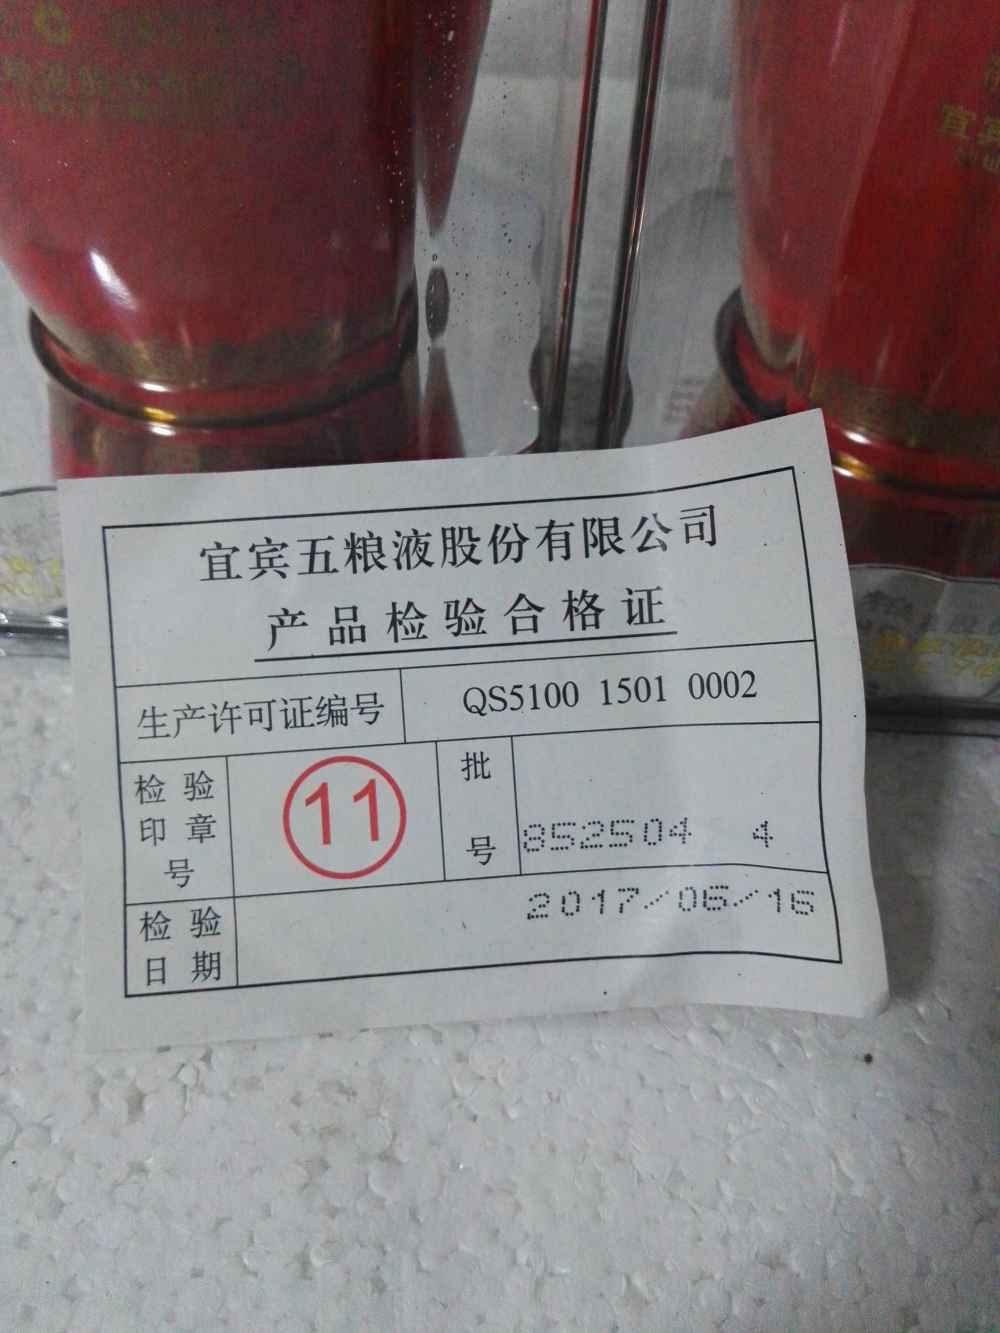 宜宾五粮液股份有限公司
产品检验合格证
生产许可证编号 QS5100 1501 0002
检验印章号 11 批号 852504 4
检验日期 2017/06/16